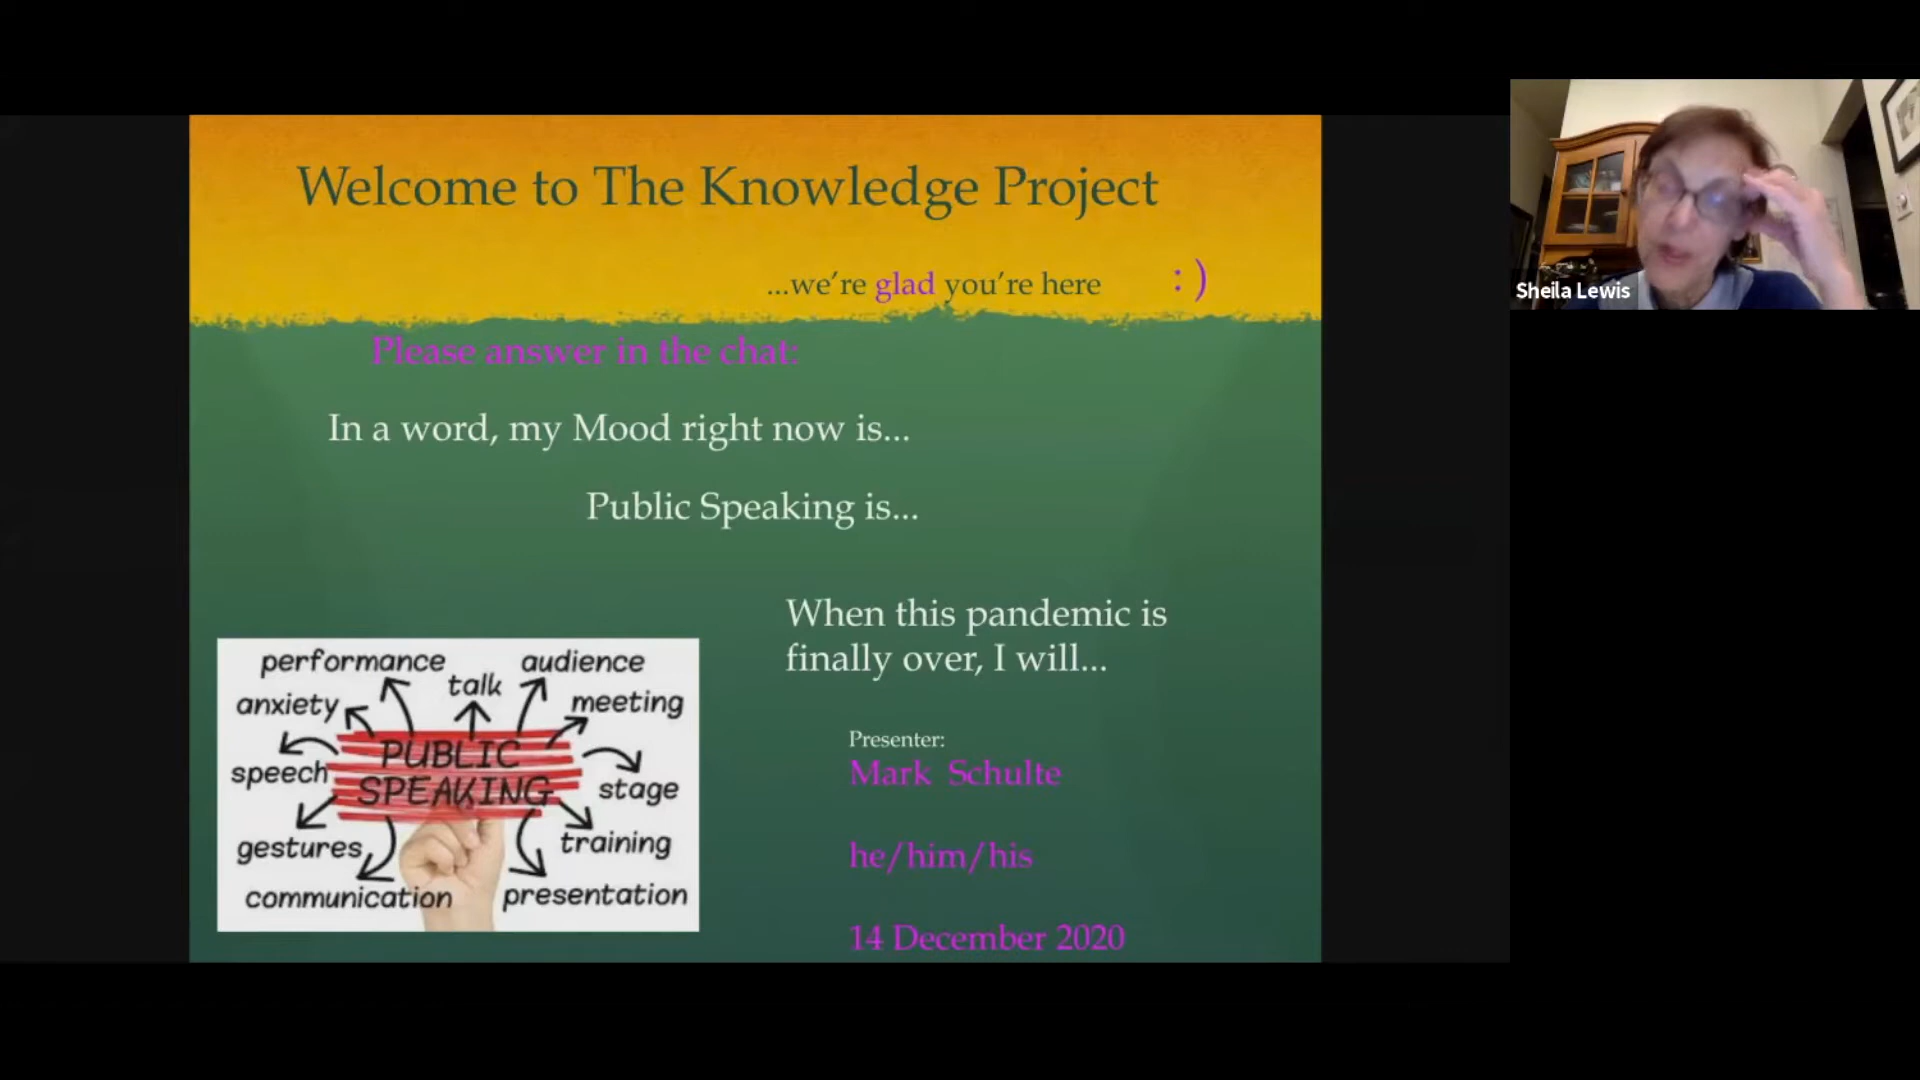 Welcome to The Knowledge Project
...we're glad you're here :)
Please answer in the chat:
In a word, my Mood right now is...
Public Speaking is...
When this pandemic is
finally over, I will...
performance
audience
talk
anxiety
meeting
PUBLIC
SPEAKING
speech
stage
gestures
training
communication
presentation
Presenter:
Mark Schulte
he/him/his
14 December 2020
Sheila Lewis